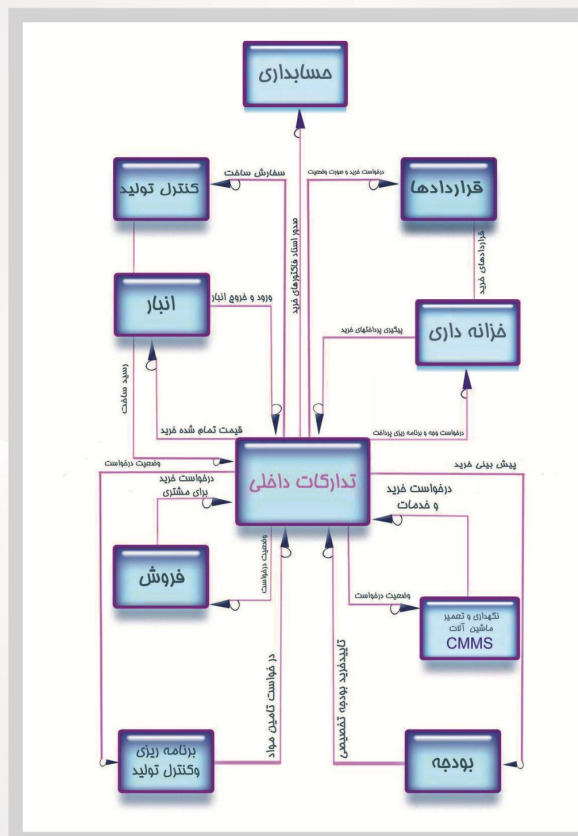 حسابداری
سفارش ساخت
درخواست خرید و صورت وضعیت
کنترل تولید
قراردادها
صدور اسناد فاکتورهای خرید
قراردادهای خرید
انبار
ورود و خروج انبار
پیگیری پرداختهای خرید
خزانه داری
رسید ساخت
قیمت تمام شده خرید
درخواست وجه و برنامه ریزی پرداخت
وضعیت درخواست
تدارکات داخلی
پیش بینی خرید
درخواست خرید
برای مشتری
درخواست خرید
و خدمات
فروش
وضعیت درخواست
وضعیت درخواست
نگهداری و تعمیر
ماشین آلات
CMMS
در خواست تامین مواد
تاییدخرید بودجه تخصیصی
برنامه ریزی
وکنترل تولید
بودجه